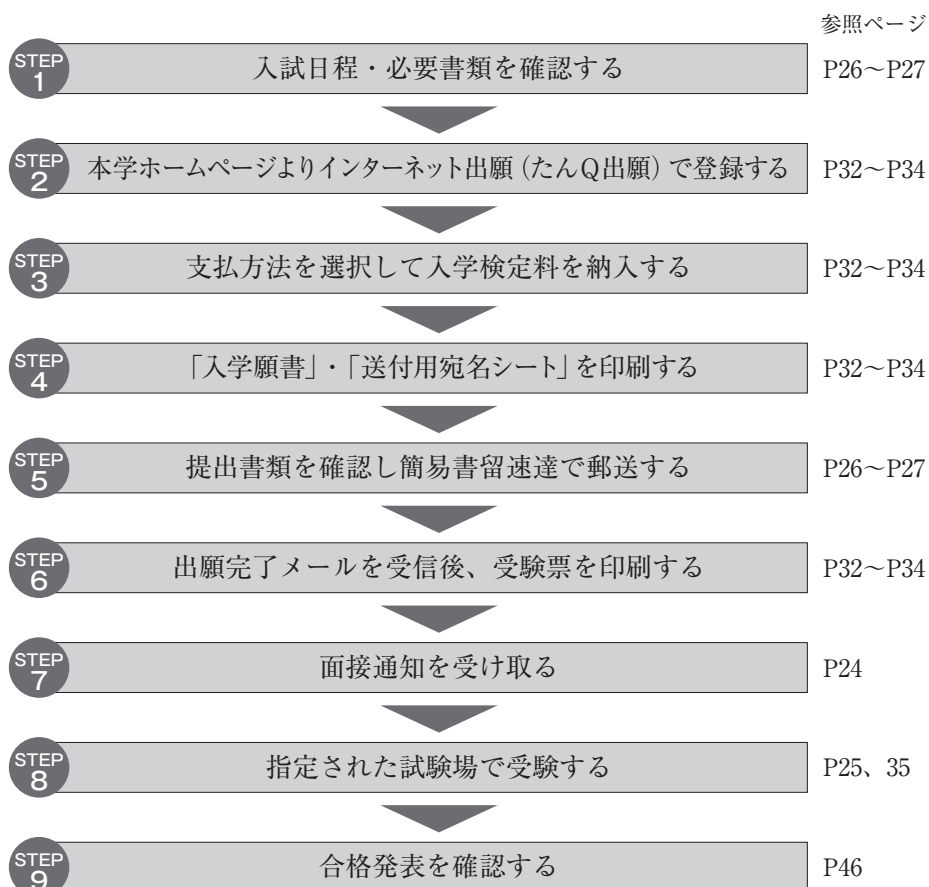 参照ページ
STEP 1 入試日程・必要書類を確認する P26～P27
STEP 2 本学ホームページよりインターネット出願（たんQ出願）で登録する P32～P34
STEP 3 支払方法を選択して入学検定料を納入する P32～P34
STEP 4 「入学願書」・「送付用宛名シート」を印刷する P32～P34
STEP 5 提出書類を確認し簡易書留速達で郵送する P26～P27
STEP 6 出願完了メールを受信後、受験票を印刷する P32～P34
STEP 7 面接通知を受け取る P24
STEP 8 指定された試験場で受験する P25、35
STEP 9 合格発表を確認する P46